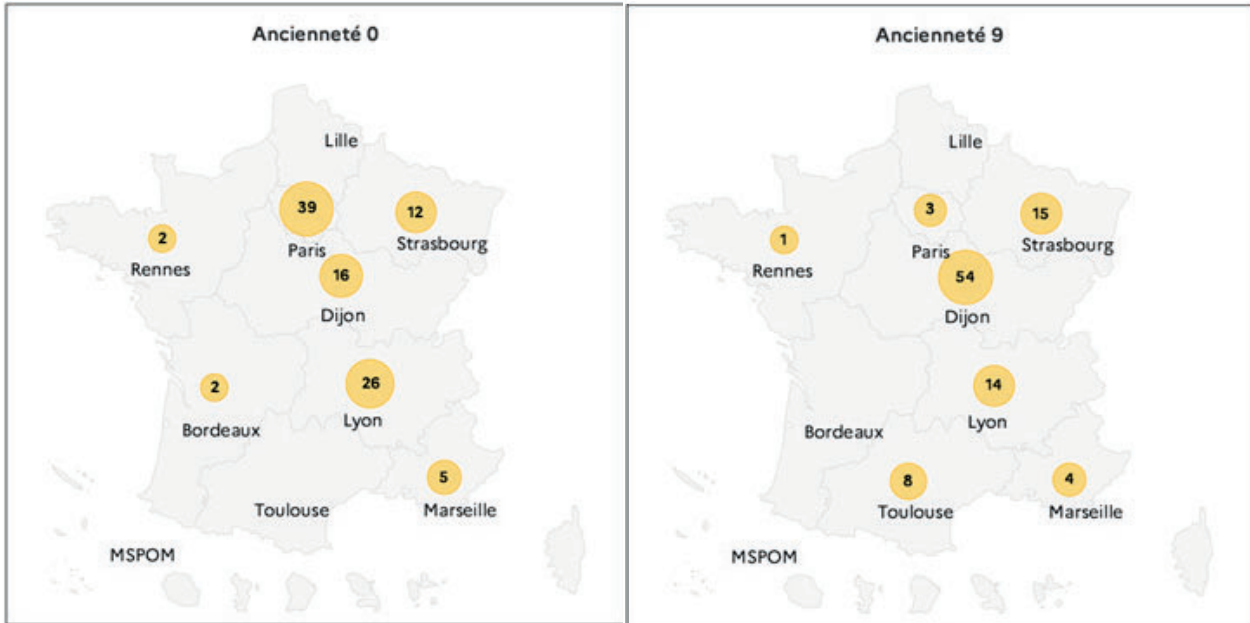 Ancienneté 0
Lille
39
12
Paris
Strasbourg
2
Rennes
16
Dijon
2
26
Bordeaux
Lyon
5
Toulouse
Marseille
MSPOM
Ancienneté 9
Lille
3
15
Paris
Strasbourg
1
Rennes
54
Dijon
14
Bordeaux
Lyon
8
4
Toulouse
Marseille
MSPOM